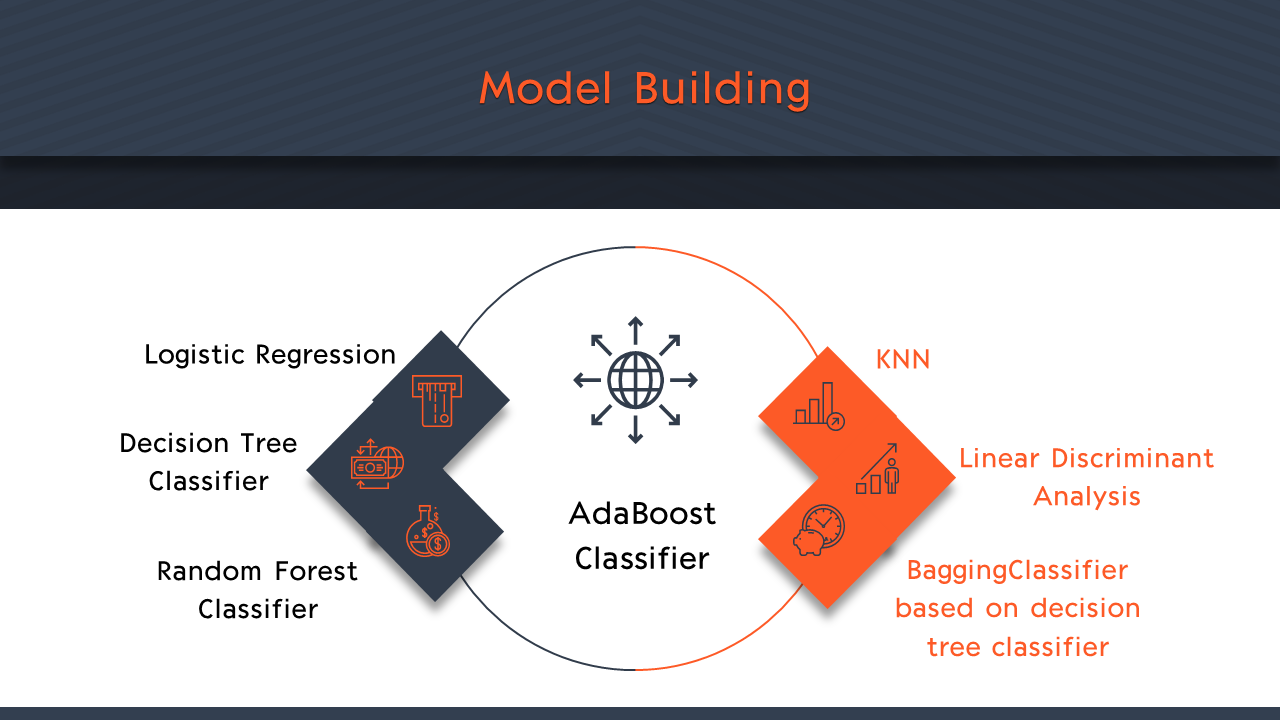 Model Building
Logistic Regression
Decision Tree
Classifier
Random Forest
Classifier
AdaBoost
Classifier
KNN
Linear Discriminant
Analysis
BaggingClassifier
based on decision
tree classifier